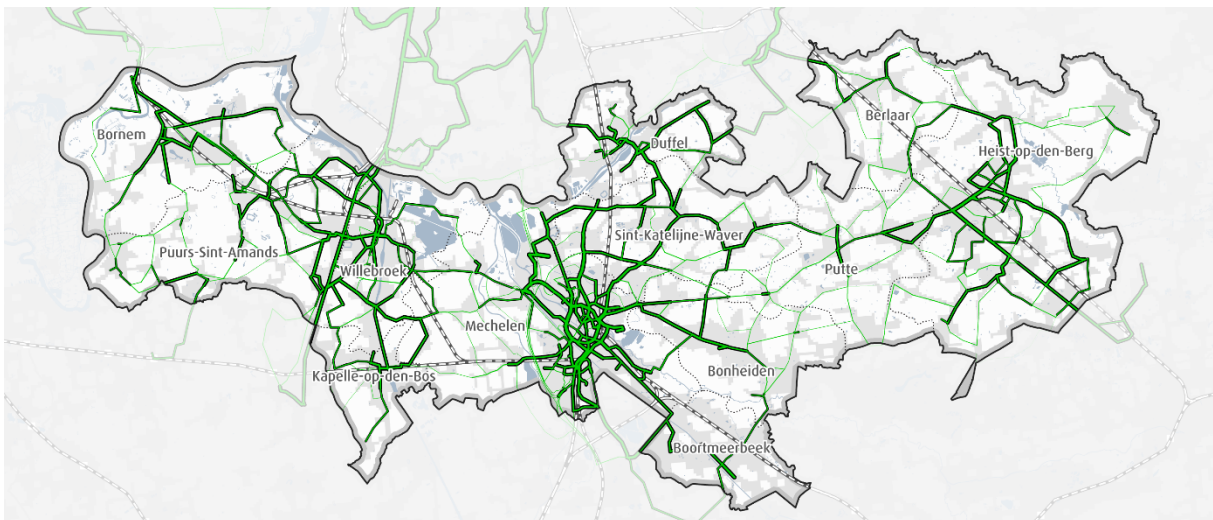 Berlaar
Bornem
Duffel
Heist-op-den-Berg
Sint-Katelijne-Waver
Puurs-Sint-Amands
Willebroek
Putte
Mechelen
Bonheiden
Kapelle-op-den-Bos
Boortmeerbeek